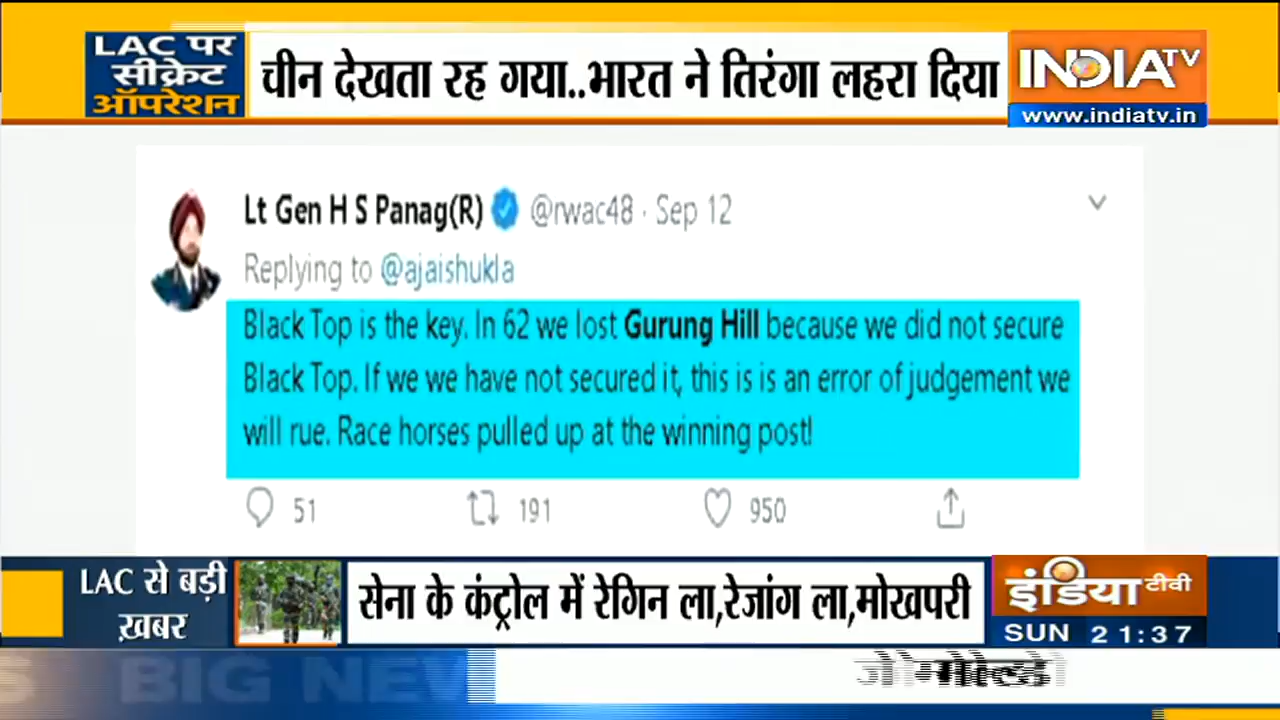 LAC पर
सीक्रेट
ऑपरेशन
चीन देखता रह गया..भारत ने तिरंगा लहरा दिया
INDIA TV
www.indiatv.in
Lt Gen H S Panag(R) @rwac48 · Sep 12
Replying to @ajaishukla
Black Top is the key. In 62 we lost Gurung Hill because we did not secure
Black Top. If we we have not secured it, this is is an error of judgement we
will rue. Race horses pulled up at the winning post!
51 191 950
LAC से बड़ी
ख़बर
सेना के कंट्रोल में रेगिन ला,रेजांग ला,मोखपरी
इंडिया टीवी
SUN 21:37
BIG NEW